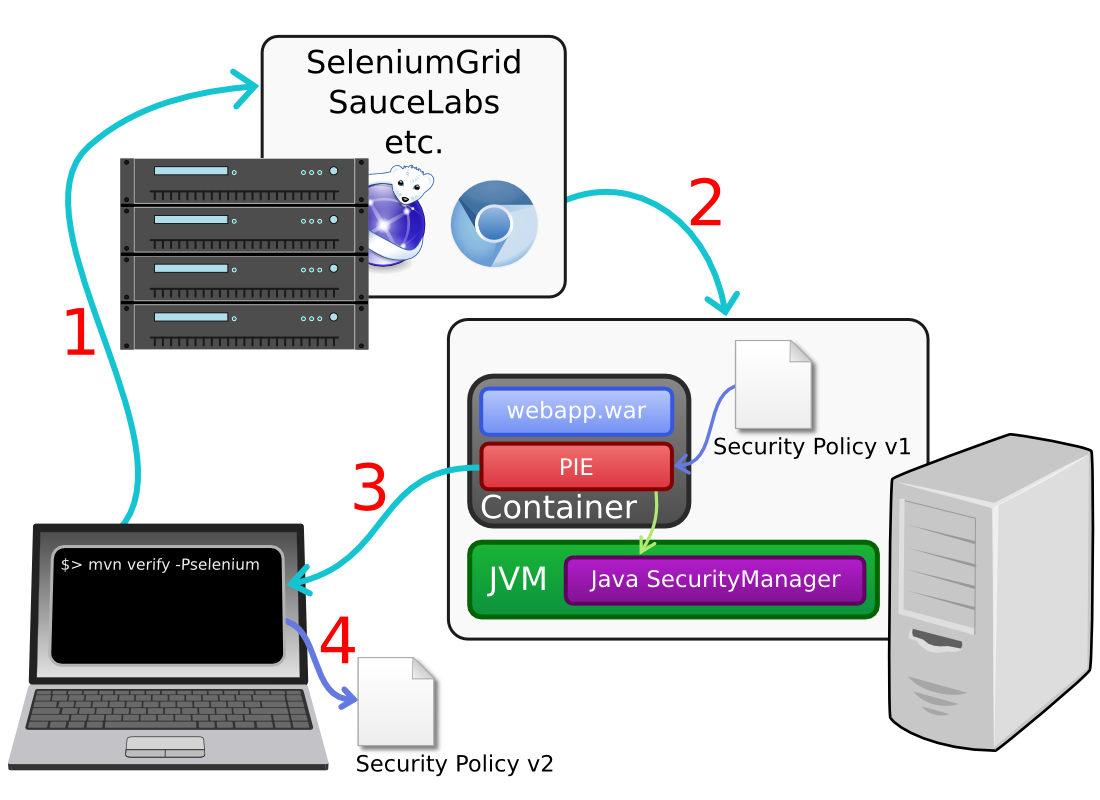 SeleniumGrid
SauceLabs
etc.
1
2
webapp.war
Security Policy v1
PIE
3
Container
$> mvn verify -Pselenium
JVM
Java SecurityManager
4
Security Policy v2